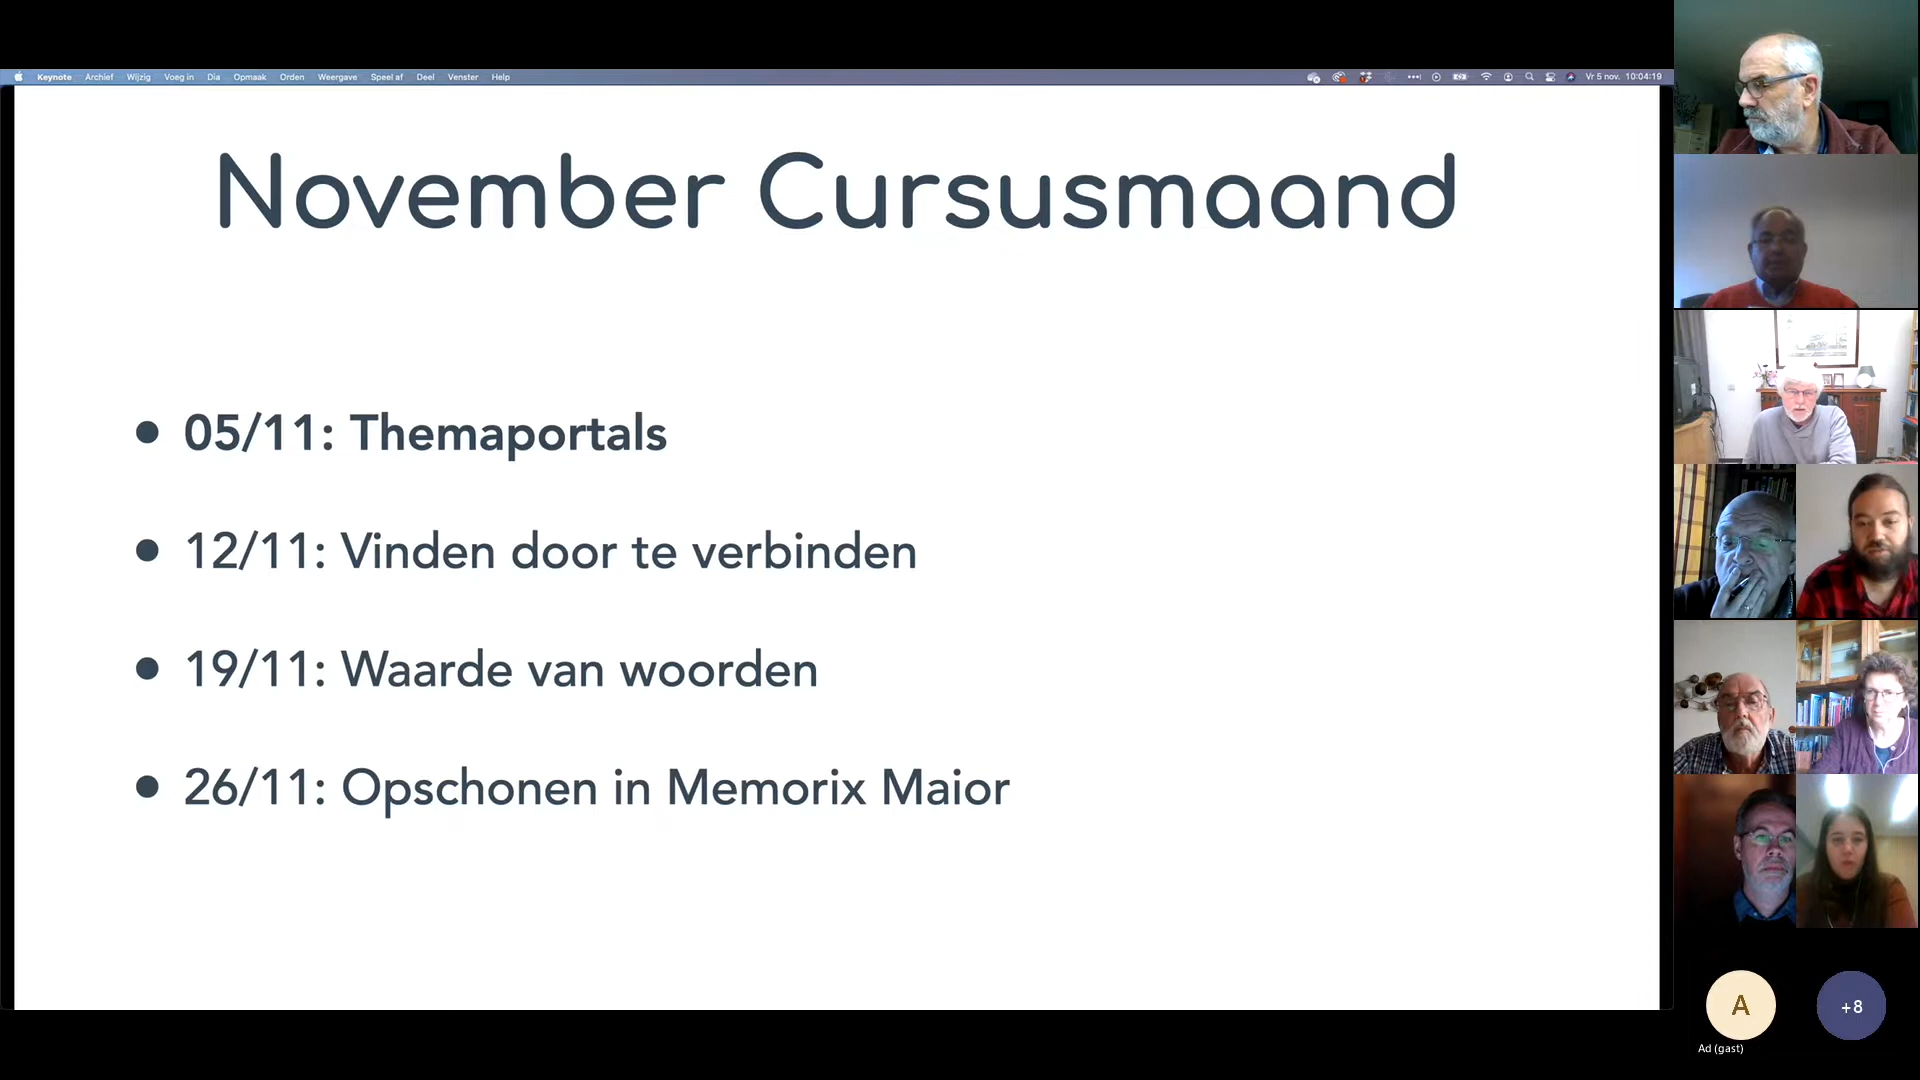 Keynote Archief Wijzig Voeg in Dia Opmaak Orden Weergave Speel af Deel Venster Help
Vr 5 nov. 10:04:19
November Cursusmaand
05/11: Themaportals
12/11: Vinden door te verbinden
19/11: Waarde van woorden
26/11: Opschonen in Memorix Maior
A
+8
Ad (gast)